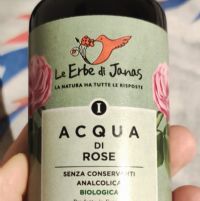 Le Erbe di Janas
LA NATURA HA TUTTE LE RISPOSTE
I
ACQUA
DI
ROSE
SENZA CONSERVANTI
ANALCOLICA
BIOLOGICA